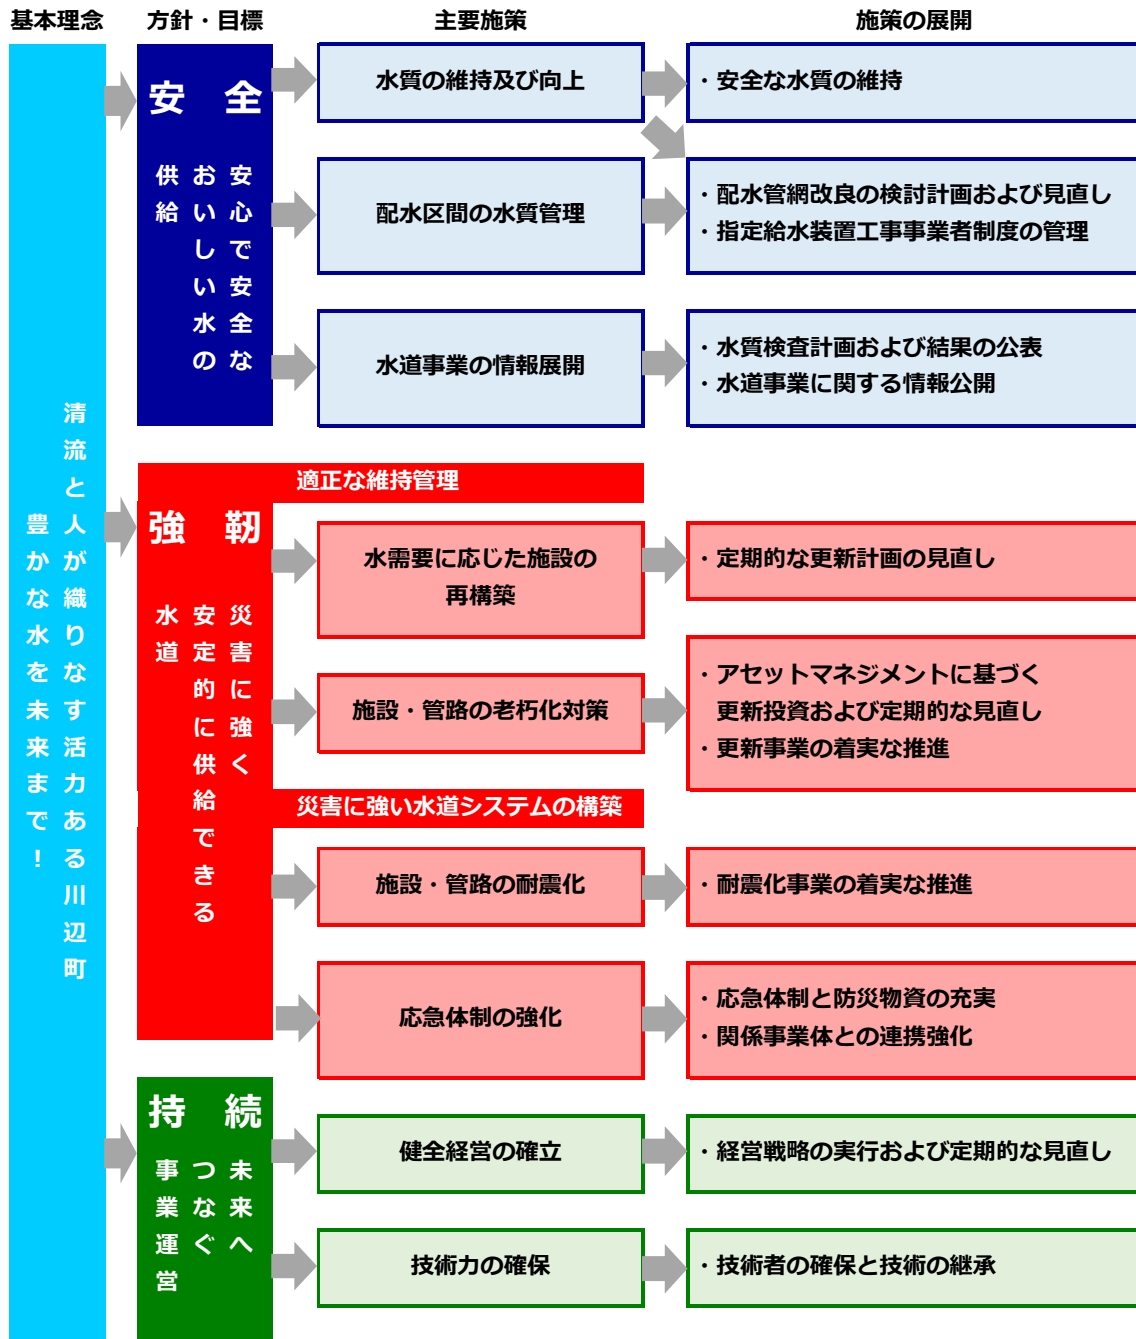 基本理念
方針・目標
主要施策
施策の展開
清流と人が織りなす活力ある川辺町
豊かな水を未来まで！
安　全
安心で安全な
おいしい水の
供給
水質の維持及び向上
・安全な水質の維持
配水区間の水質管理
・配水管網改良の検討計画および見直し
・指定給水装置工事事業者制度の管理
水道事業の情報展開
・水質検査計画および結果の公表
・水道事業に関する情報公開
強　靭
災害に強く
安定的に供給できる
水道
適正な維持管理
水需要に応じた施設の
再構築
・定期的な更新計画の見直し
施設・管路の老朽化対策
・アセットマネジメントに基づく
更新投資および定期的な見直し
・更新事業の着実な推進
災害に強い水道システムの構築
施設・管路の耐震化
・耐震化事業の着実な推進
応急体制の強化
・応急体制と防災物資の充実
・関係事業体との連携強化
持　続
未来へ
つなぐ
事業運営
健全経営の確立
・経営戦略の実行および定期的な見直し
技術力の確保
・技術者の確保と技術の継承